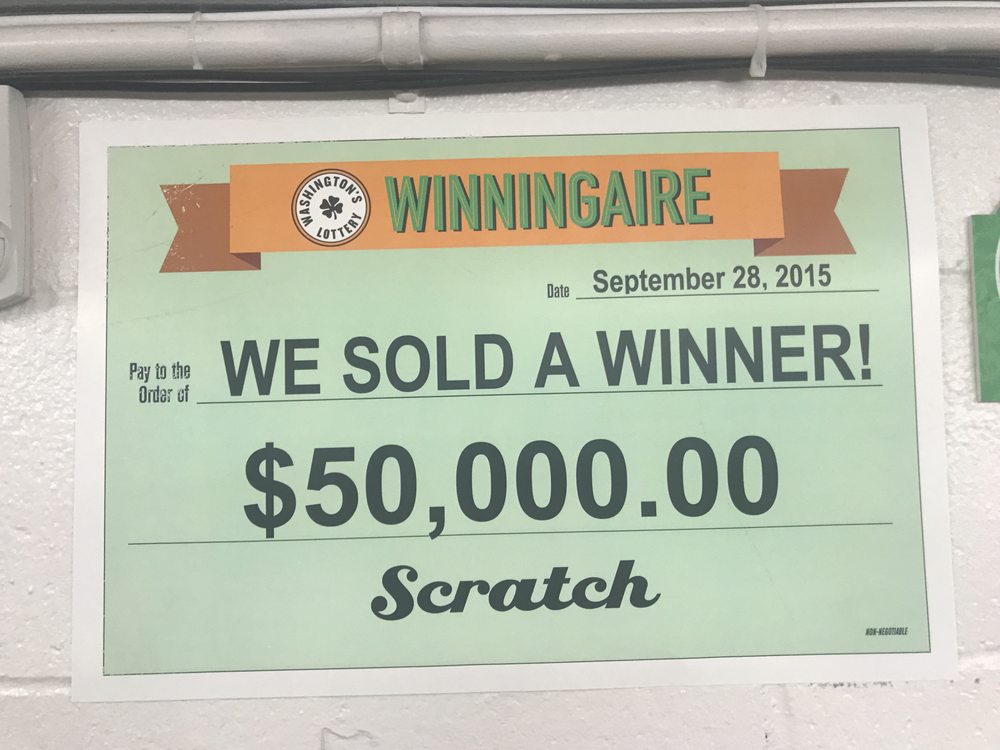 WASHINGTON'S
LOTTERY
WINNINGAIRE
Date September 28, 2015
Pay to the
Order of
WE SOLD A WINNER!
$50,000.00
Scratch
NON-NEGOTIABLE